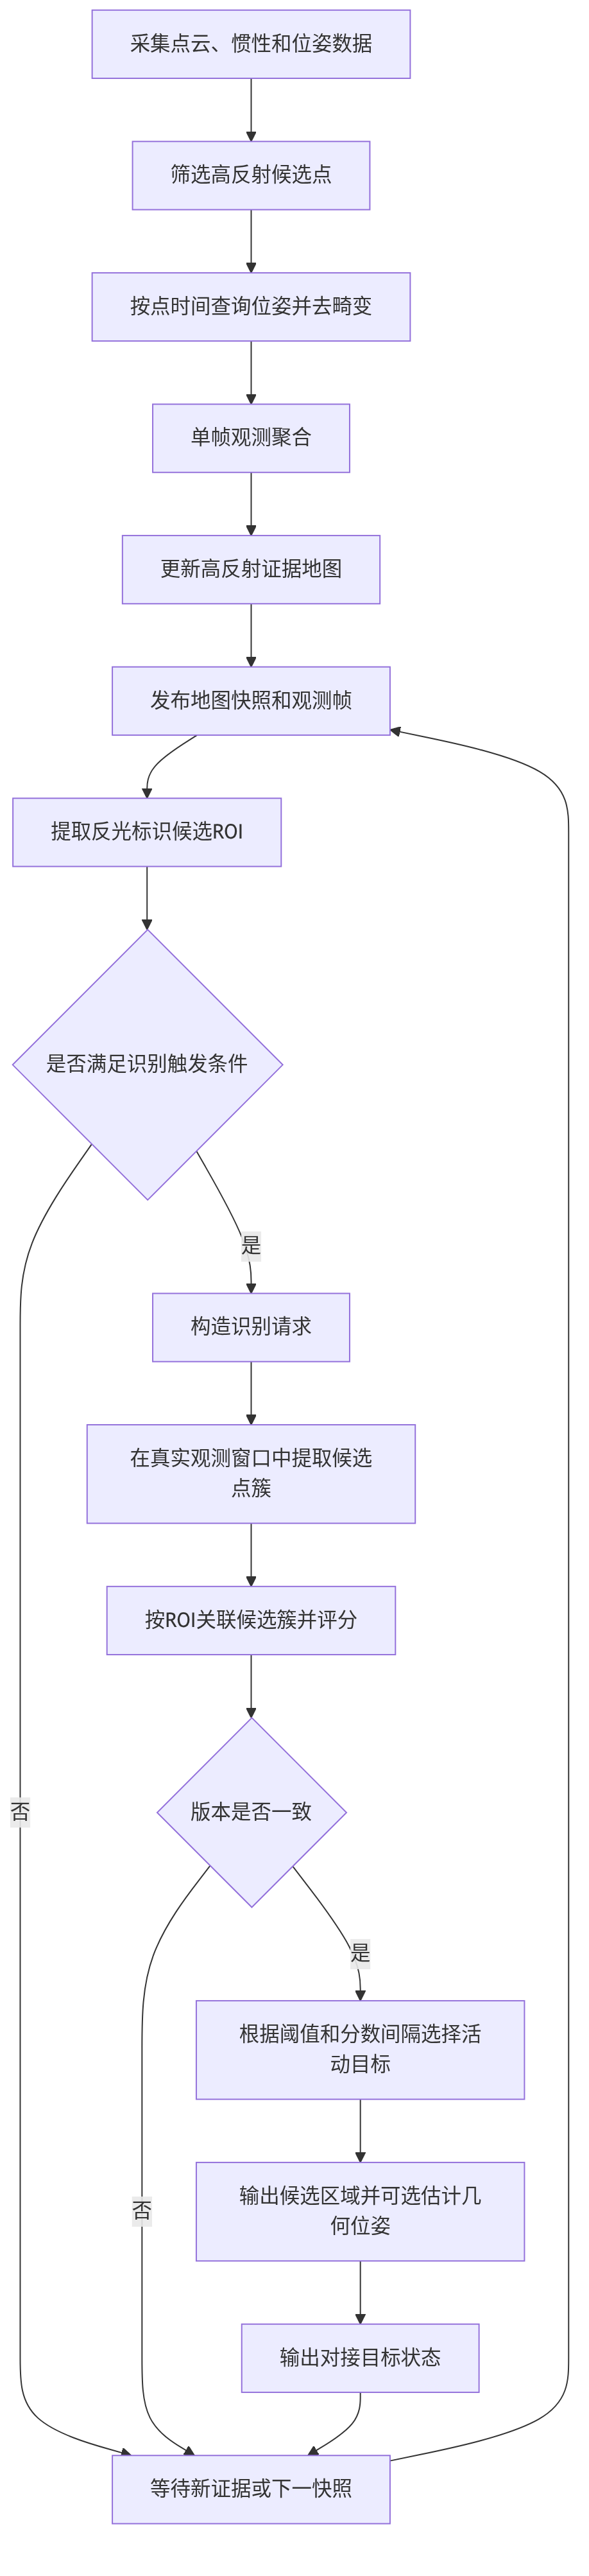 采集点云、惯性和位姿数据
筛选高反射候选点
按点时间查询位姿并去畸变
单帧观测聚合
更新高反射证据地图
发布地图快照和观测帧
提取反光标识候选ROI
是否满足识别触发条件
是
构造识别请求
在真实观测窗口中提取候选
点簇
按ROI关联候选簇并评分
版本是否一致
否
是
根据阈值和分数间隔选择活
动目标
否
输出候选区域并可选估计几
何位姿
输出对接目标状态
等待新证据或下一快照